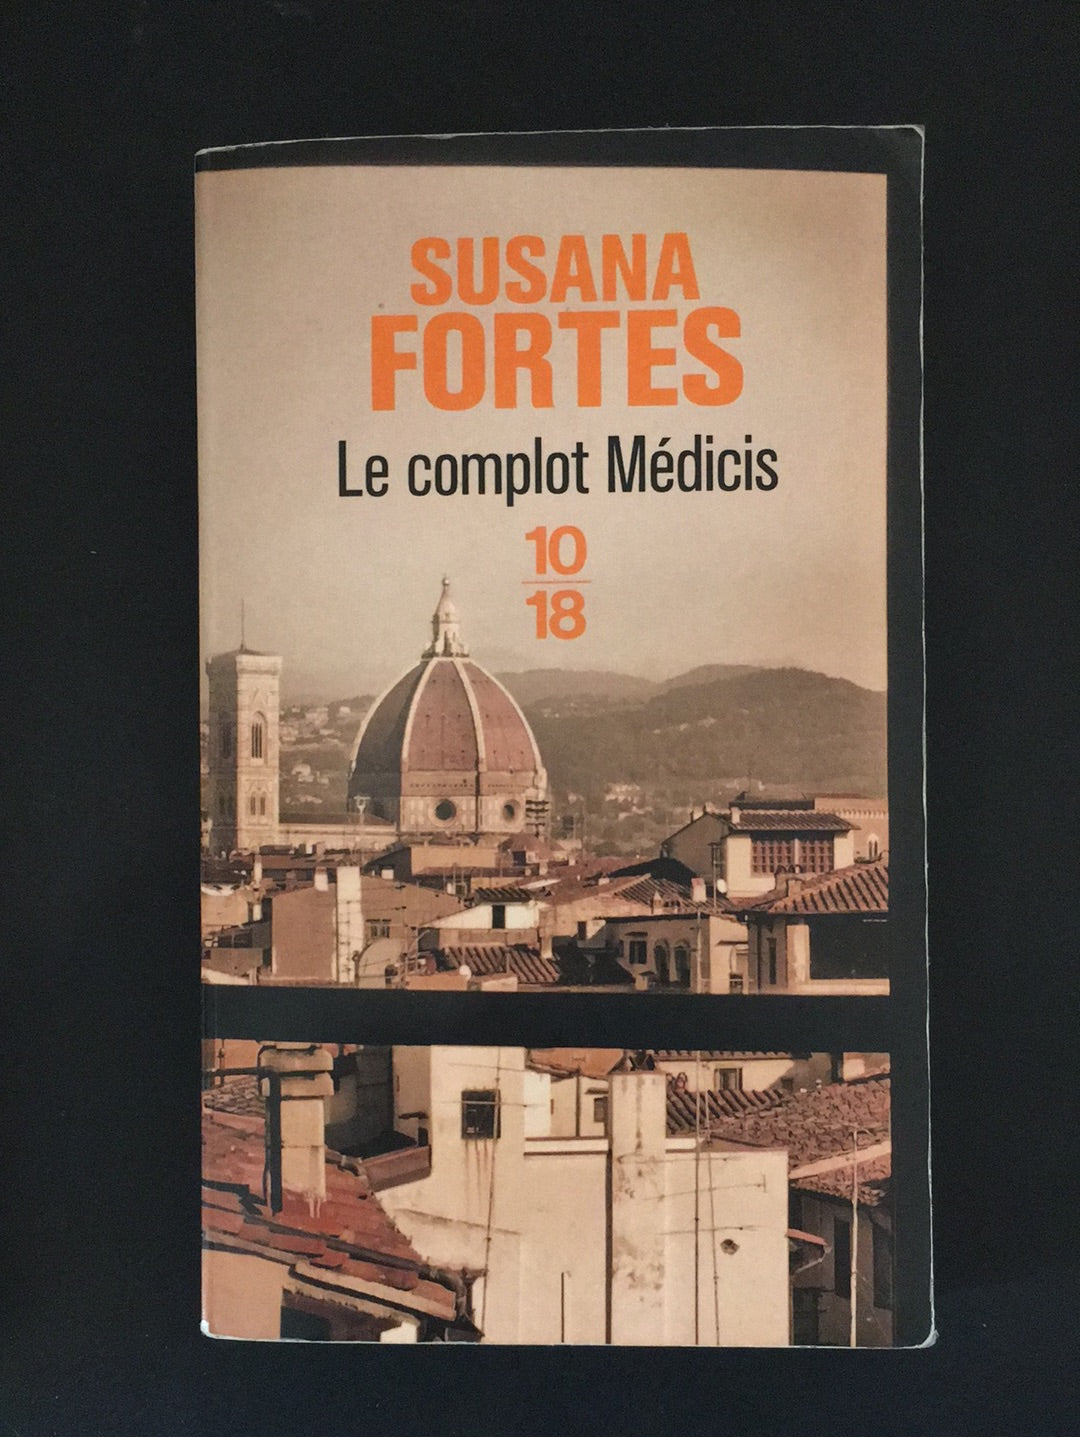 SUSANA
FORTES
Le complot Médicis
10
18